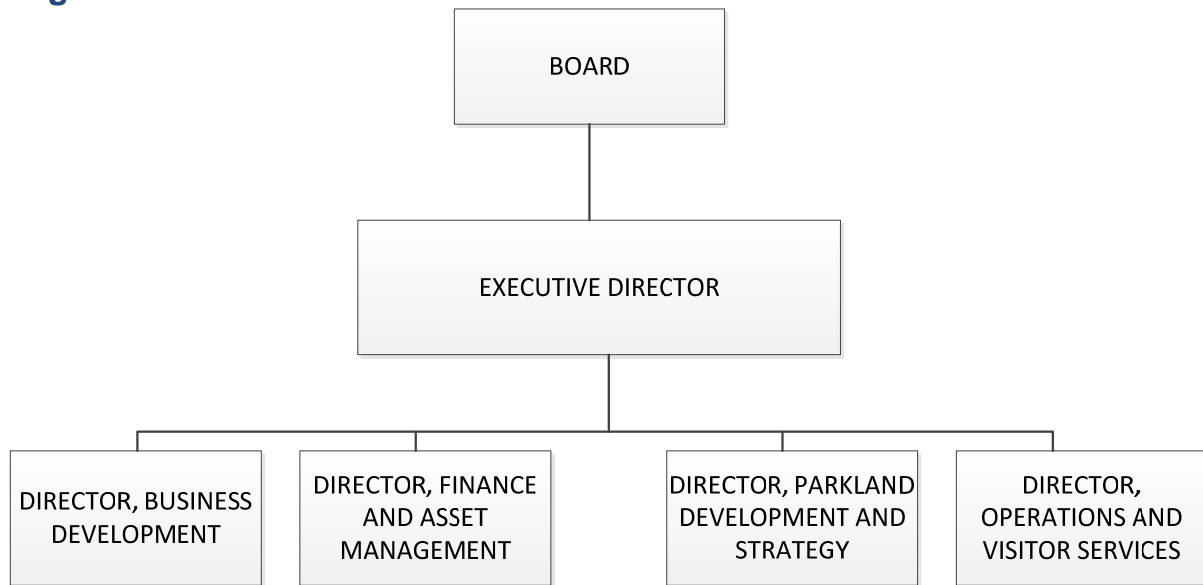 BOARD
EXECUTIVE DIRECTOR
DIRECTOR, BUSINESS
DEVELOPMENT
DIRECTOR, FINANCE
AND ASSET
MANAGEMENT
DIRECTOR, PARKLAND
DEVELOPMENT AND
STRATEGY
DIRECTOR,
OPERATIONS AND
VISITOR SERVICES